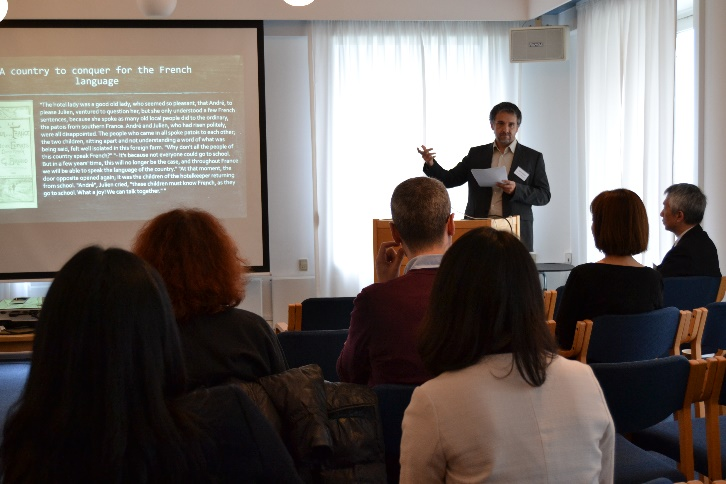 A country to conquer for the French
language
"The hotel lady was a good old lady, who seemed so pleasant, that André, to
please Julien, ventured to question her, but she only understood a few French
sentences, because she spoke as many old local people did to the ordinary,
the patois from southern France. André and Julien, who had risen politely,
were all disappointed. The people who came in all spoke patois to each other;
the two children, sitting apart and not understanding a word of what was
being said, felt well isolated in this foreign farm. "Why don't all the people of
this country speak French?" "- It's because not everyone could go to school.
But in a few years' time, this will no longer be the case, and throughout France
we will be able to speak the language of the country." "At that moment, the
door opposite opened again; it was the children of the hotelkeeper returning
from school. "André", Julien cried, "these children must know French, as they
go to school. What a joy! We can talk together." "